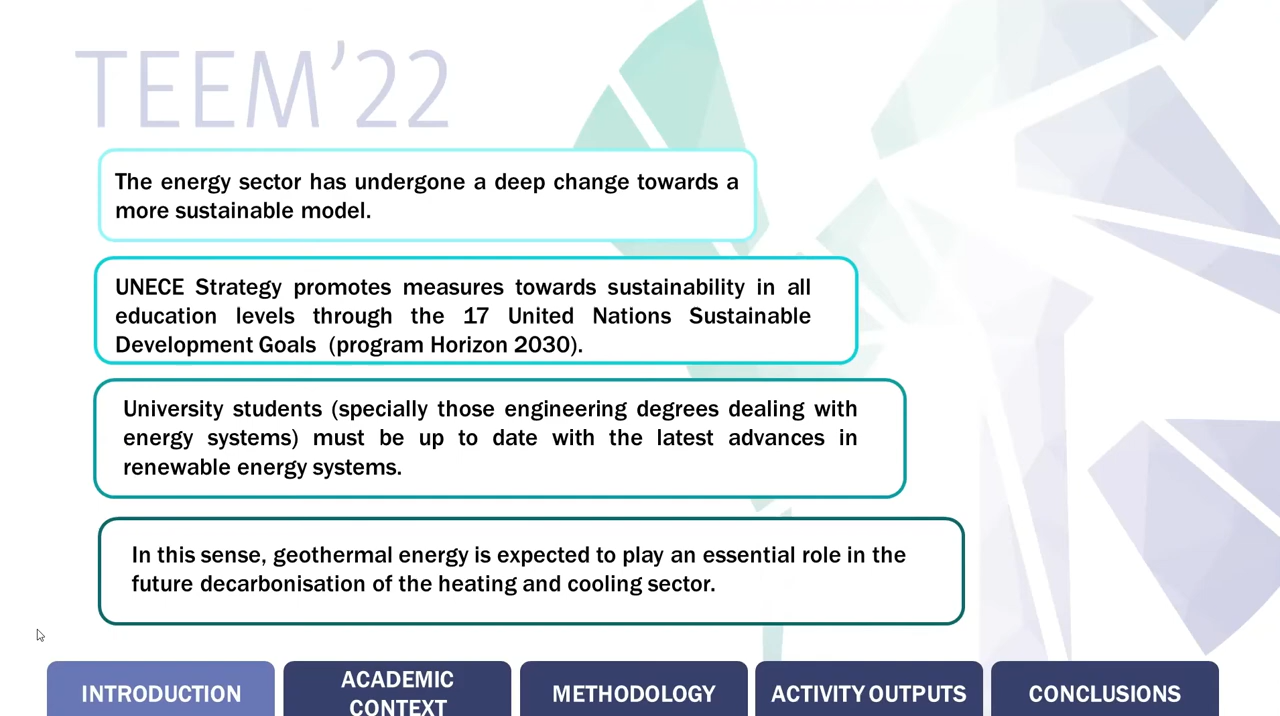 TEEM’22
The energy sector has undergone a deep change towards a
more sustainable model.
UNECE Strategy promotes measures towards sustainability in all
education levels through the 17 United Nations Sustainable
Development Goals (program Horizon 2030).
University students (specially those engineering degrees dealing with
energy systems) must be up to date with the latest advances in
renewable energy systems.
In this sense, geothermal energy is expected to play an essential role in the
future decarbonisation of the heating and cooling sector.
INTRODUCTION
ACADEMIC
CONTEXT
METHODOLOGY
ACTIVITY OUTPUTS
CONCLUSIONS